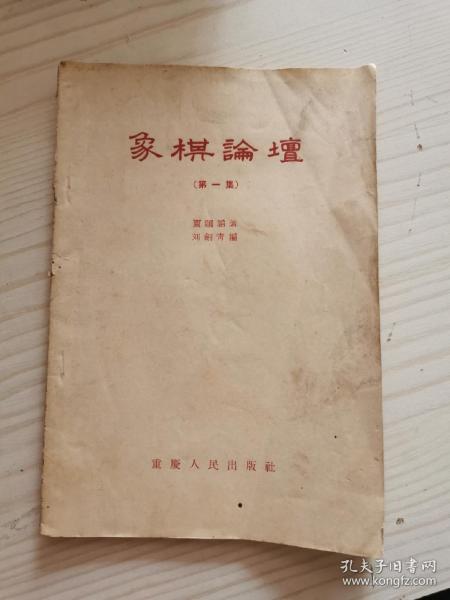 象棋論壇
(第一集)
賈題韜著
刘剑青編
重慶人民出版社
孔夫子旧书网
www.kongfz.com